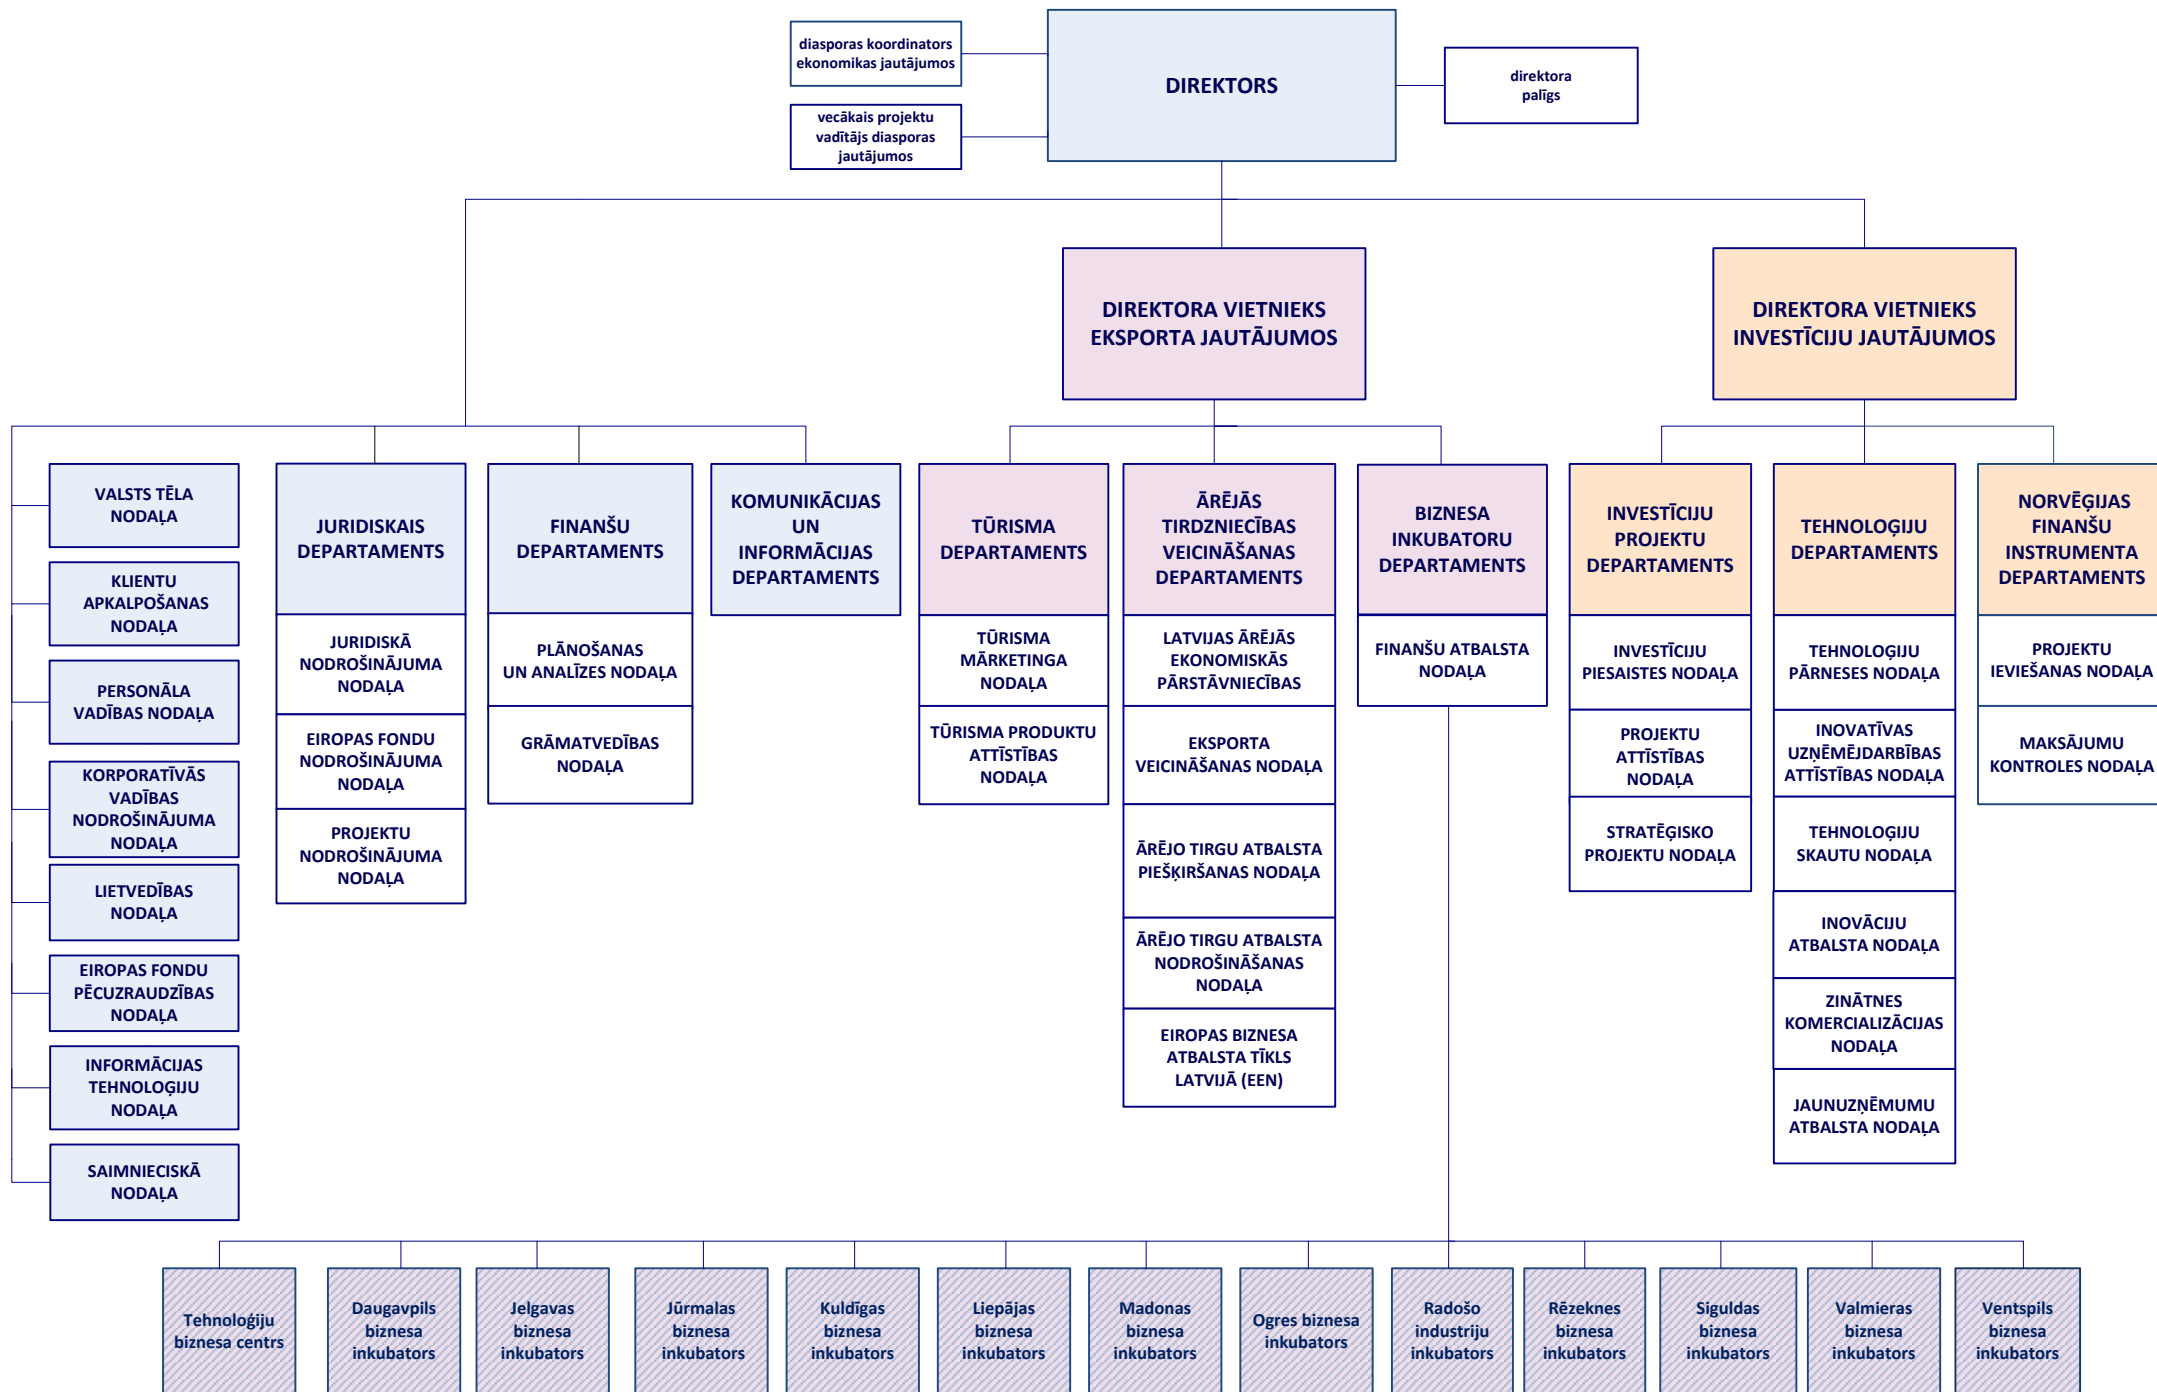 diasporas koordinators
ekonomikas jautājumos
DIREKTORS
direktora
palīgs
vecākais projektu
vadītājs diasporas
jautājumos
DIREKTORA VIETNIEKS
EKSPORTA JAUTĀJUMOS
DIREKTORA VIETNIEKS
INVESTĪCIJU JAUTĀJUMOS
VALSTS TĒLA
NODAĻA
KLIENTU
APKALPOŠANAS
NODAĻA
PERSONĀLA
VADĪBAS NODAĻA
KORPORATĪVĀS
VADĪBAS
NODROŠINĀJUMA
NODAĻA
LIETVEDĪBAS
NODAĻA
EIROPAS FONDU
PĒCUZRAUDZĪBAS
NODAĻA
INFORMĀCIJAS
TEHNOLOĢIJU
NODAĻA
SAIMNIECISKĀ
NODAĻA
JURIDISKAIS
DEPARTAMENTS
JURIDISKĀ
NODROŠINĀJUMA
NODAĻA
EIROPAS FONDU
NODROŠINĀJUMA
NODAĻA
PROJEKTU
NODROŠINĀJUMA
NODAĻA
FINANŠU
DEPARTAMENTS
PLĀNOŠANAS
UN ANALĪZES NODAĻA
GRĀMATVEDĪBAS
NODAĻA
KOMUNIKĀCIJAS
UN
INFORMĀCIJAS
DEPARTAMENTS
TŪRISMA
DEPARTAMENTS
TŪRISMA
MĀRKETINGA
NODAĻA
TŪRISMA PRODUKTU
ATTĪSTĪBAS
NODAĻA
ĀRĒJĀS
TIRDZNIECĪBAS
VEICINĀŠANAS
DEPARTAMENTS
LATVIJAS ĀRĒJĀS
EKONOMISKĀS
PĀRSTĀVNIECĪBAS
EKSPORTA
VEICINĀŠANAS NODAĻA
ĀRĒJO TIRGU ATBALSTA
PIEŠĶIRŠANAS NODAĻA
ĀRĒJO TIRGU ATBALSTA
NODROŠINĀŠANAS
NODAĻA
EIROPAS BIZNESA
ATBALSTA TĪKLS
LATVIJĀ (EEN)
BIZNESA
INKUBATORU
DEPARTAMENTS
FINANŠU ATBALSTA
NODAĻA
INVESTĪCIJU
PROJEKTU
DEPARTAMENTS
INVESTĪCIJU
PIESAISTES NODAĻA
PROJEKTU
ATTĪSTĪBAS
NODAĻA
STRATĒĢISKO
PROJEKTU NODAĻA
TEHNOLOĢIJU
DEPARTAMENTS
TEHNOLOĢIJU
PĀRNESES NODAĻA
INOVATĪVAS
UZŅĒMĒJDARBĪBAS
ATTĪSTĪBAS NODAĻA
TEHNOLOĢIJU
SKAUTU NODAĻA
INOVĀCIJU
ATBALSTA NODAĻA
ZINĀTNES
KOMERCIALIZĀCIJAS
NODAĻA
JAUNUZŅĒMUMU
ATBALSTA NODAĻA
NORVĒĢIJAS
FINANŠU
INSTRUMENTA
DEPARTAMENTS
PROJEKTU
IEVIEŠANAS NODAĻA
MAKSĀJUMU
KONTROLES NODAĻA
Tehnoloģiju
biznesa centrs
Daugavpils
biznesa
inkubators
Jelgavas
biznesa
inkubators
Jūrmalas
biznesa
inkubators
Kuldīgas
biznesa
inkubators
Liepājas
biznesa
inkubators
Madonas
biznesa
inkubators
Ogres biznesa
inkubators
Radošo
industriju
inkubators
Rēzeknes
biznesa
inkubators
Siguldas
biznesa
inkubators
Valmieras
biznesa
inkubators
Ventspils
biznesa
inkubators